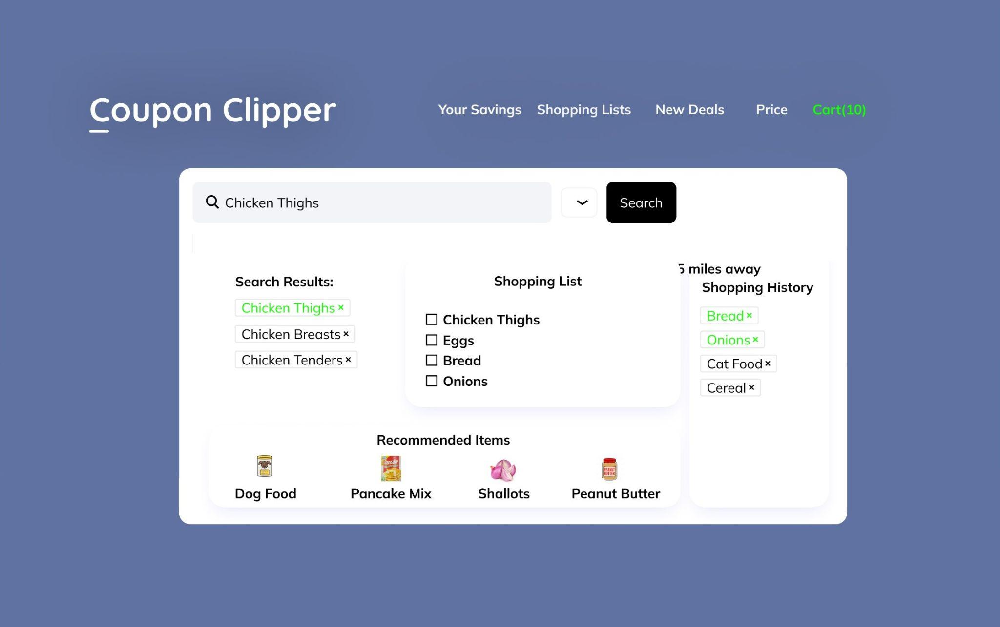 Coupon Clipper
Your Savings
Shopping Lists
New Deals
Price
Cart(10)
Chicken Thighs
Search
Search Results:
Chicken Thighs ×
Chicken Breasts ×
Chicken Tenders ×
Shopping List
Chicken Thighs
Eggs
Bread
Onions
5 miles away
Shopping History
Bread ×
Onions ×
Cat Food ×
Cereal ×
Recommended Items
Pancake
PEANUT
BUTTER
Dog Food
Pancake Mix
Shallots
Peanut Butter